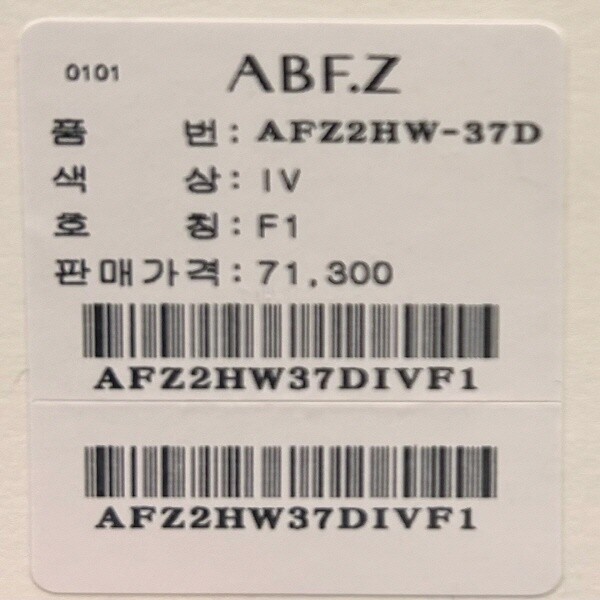 0101 ABF.Z
품 번 : AFZ2HW-37D
색 상 : IV
호 칭 : F1
판매가격 : 71,300
AFZ2HW37DIVF1
AFZ2HW37DIVF1